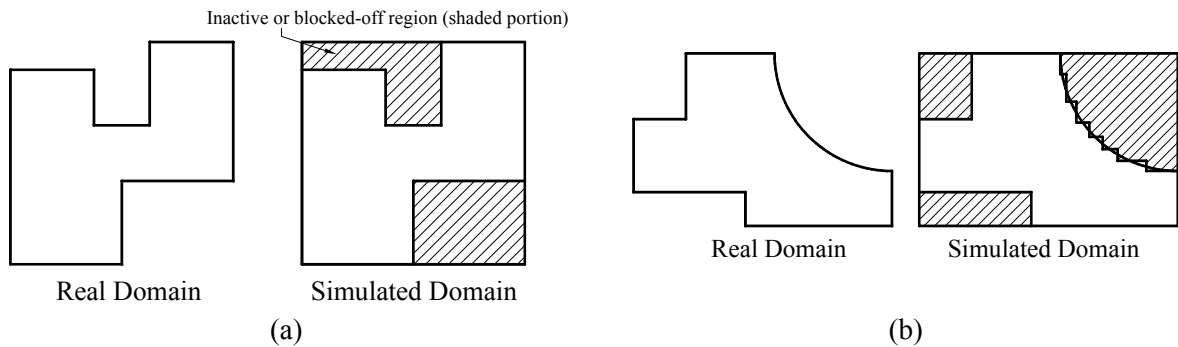 Inactive or blocked-off region (shaded portion)
Real Domain
Simulated Domain
(a)
Real Domain
Simulated Domain
(b)